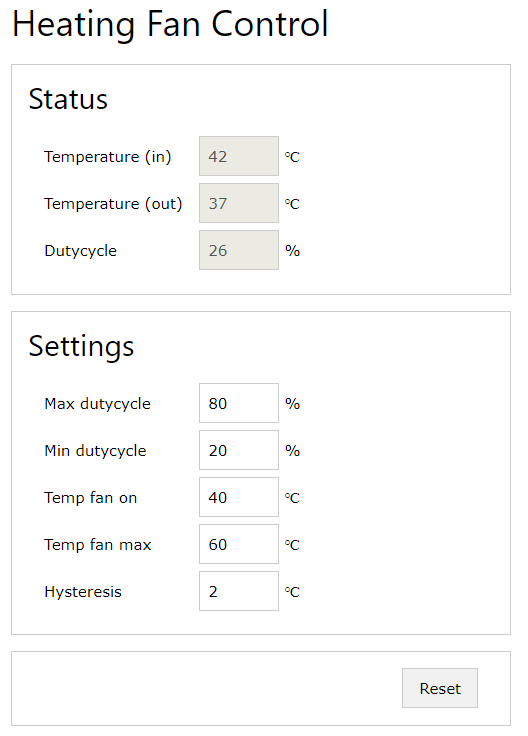 Heating Fan Control
Status
Temperature (in) 42 °C
Temperature (out) 37 °C
Dutycycle 26 %
Settings
Max dutycycle 80 %
Min dutycycle 20 %
Temp fan on 40 °C
Temp fan max 60 °C
Hysteresis 2 °C
Reset